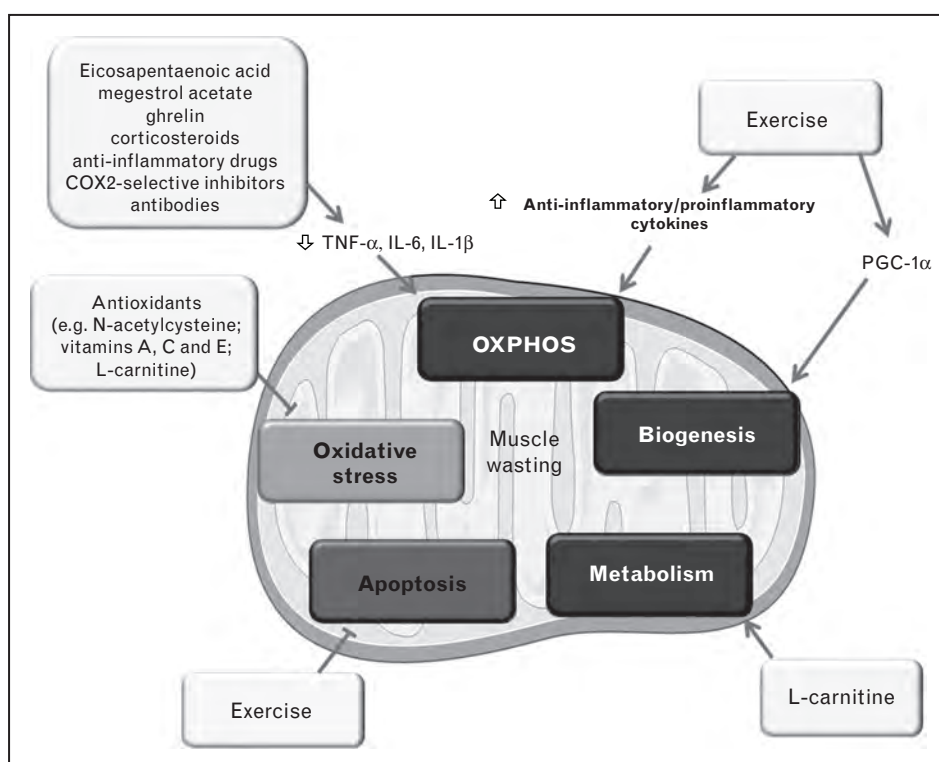 Eicosapentaenoic acid
megestrol acetate
ghrelin
corticosteroids
anti-inflammatory drugs
COX2-selective inhibitors
antibodies
Exercise
⇧ Anti-inflammatory/proinflammatory
cytokines
⇩ TNF-α, IL-6, IL-1β
PGC-1α
Antioxidants
(e.g. N-acetylcysteine;
vitamins A, C and E;
L-carnitine)
OXPHOS
Biogenesis
Oxidative
stress
Muscle
wasting
Apoptosis
Metabolism
Exercise
L-carnitine